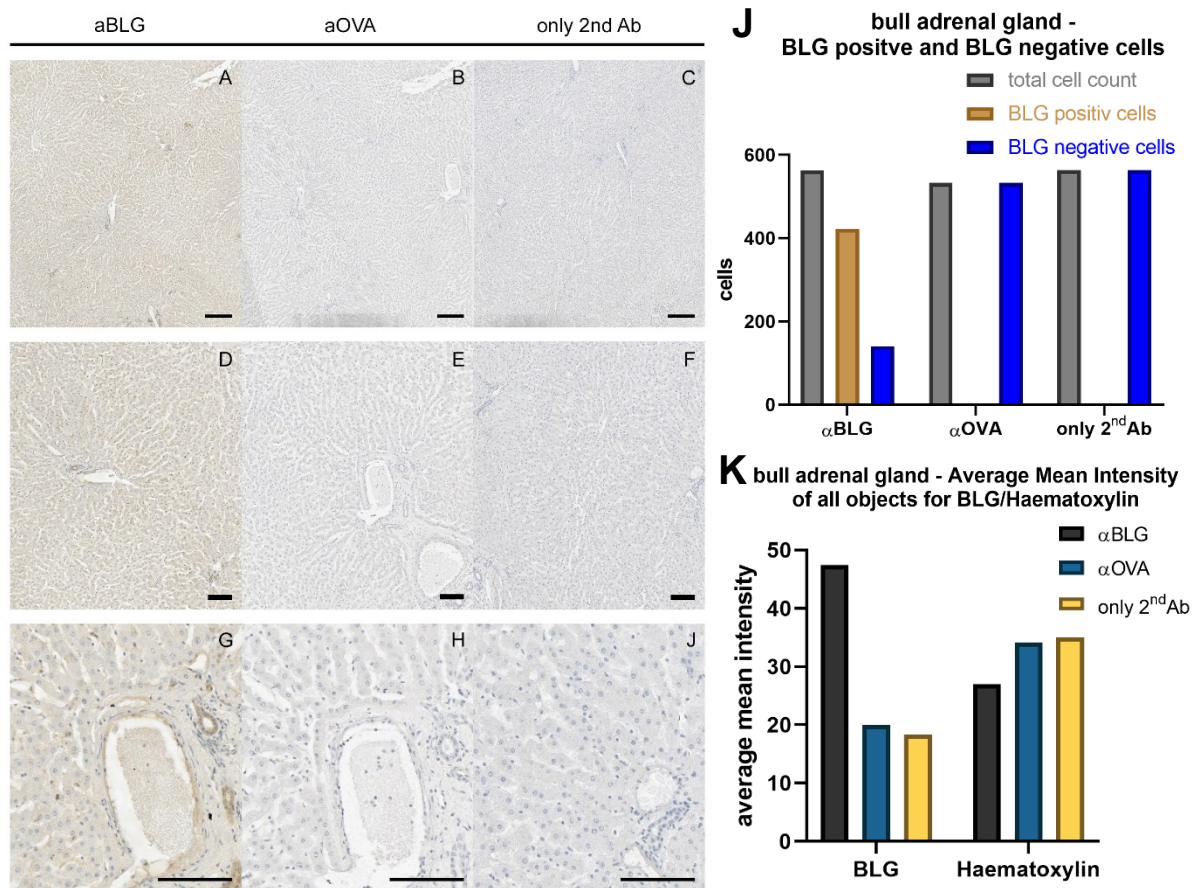 aBLG
aOVA
only 2nd Ab
A
B
C
D
E
F
G
H
J
J
bull adrenal gland -
BLG positve and BLG negative cells
total cell count
BLG positiv cells
BLG negative cells
600
400
200
0
cells
αBLG
αOVA
only 2ndAb
K
bull adrenal gland - Average Mean Intensity
of all objects for BLG/Haematoxylin
αBLG
αOVA
only 2ndAb
50
40
30
20
10
0
average mean intensity
BLG
Haematoxylin